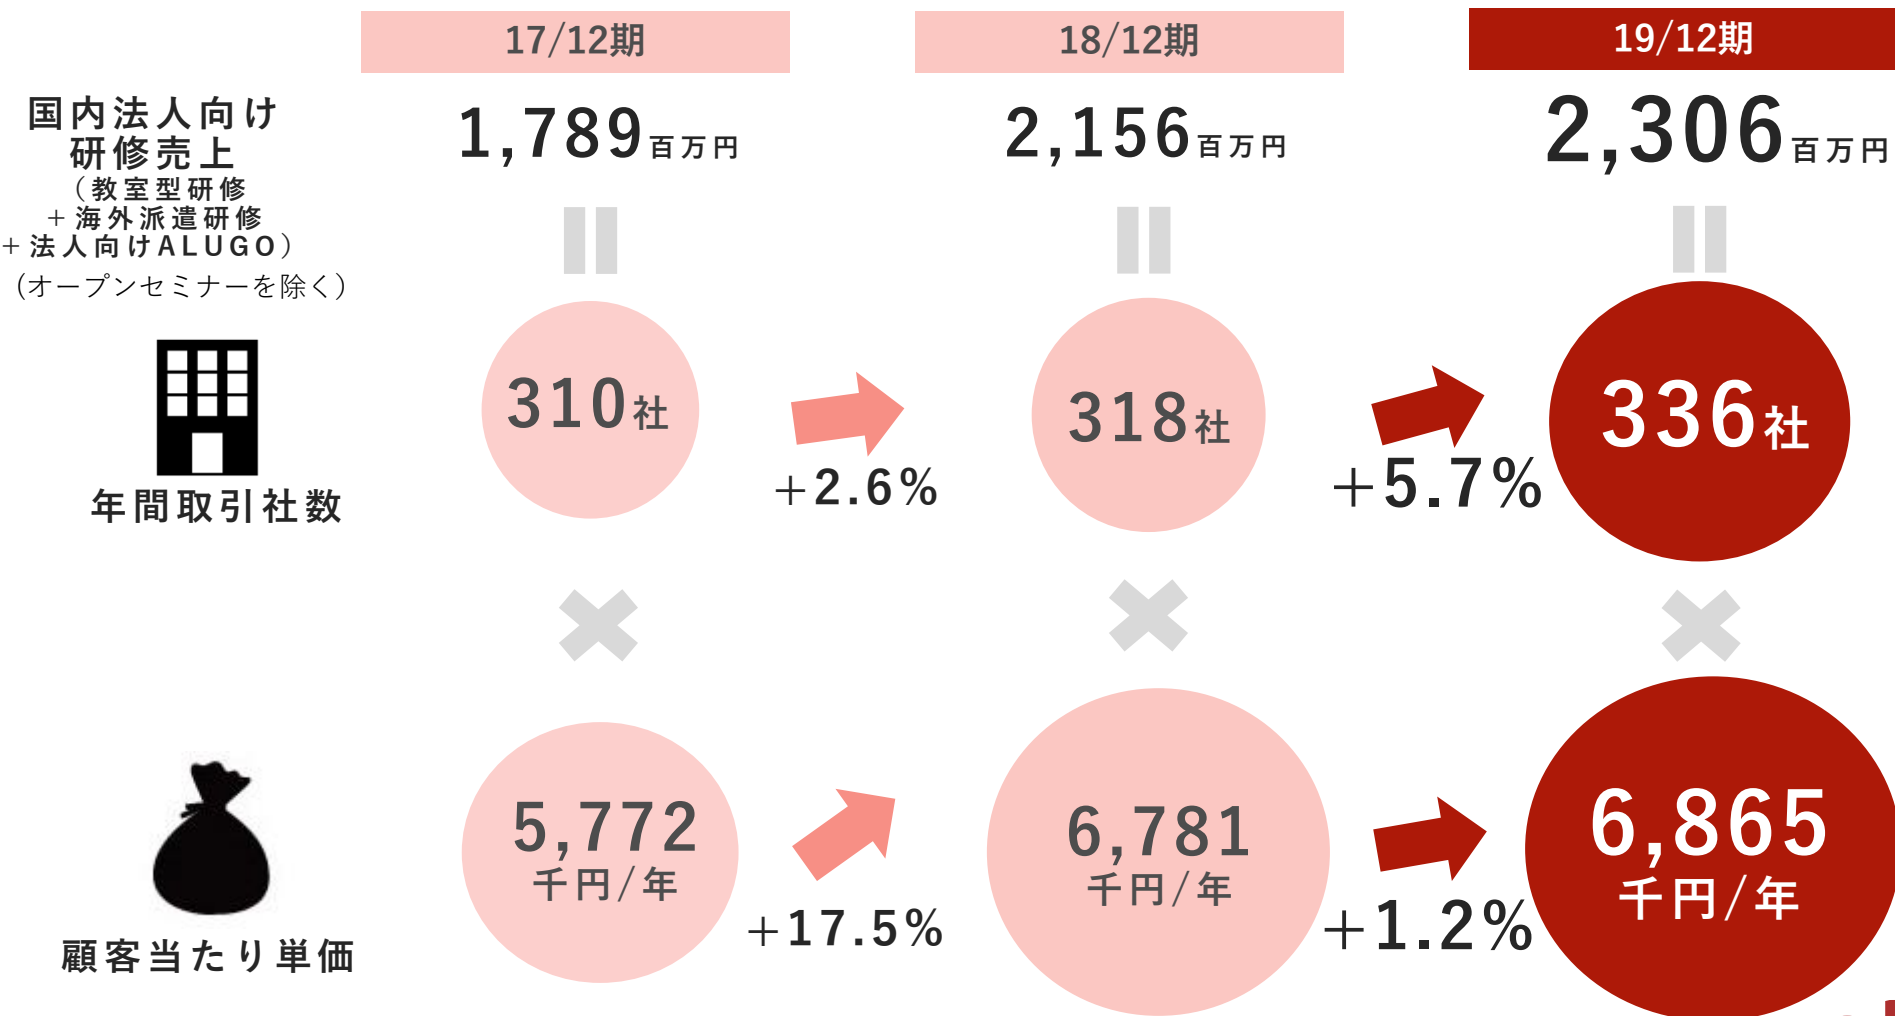 17/12期
18/12期
19/12期
国内法人向け
研修売上
（教室型研修
＋海外派遣研修
＋法人向けALUGO）
（オープンセミナーを除く）
1,789百万円
2,156百万円
2,306百万円
年間取引社数
310社
+2.6%
318社
+5.7%
336社
顧客当たり単価
5,772
千円/年
+17.5%
6,781
千円/年
+1.2%
6,865
千円/年